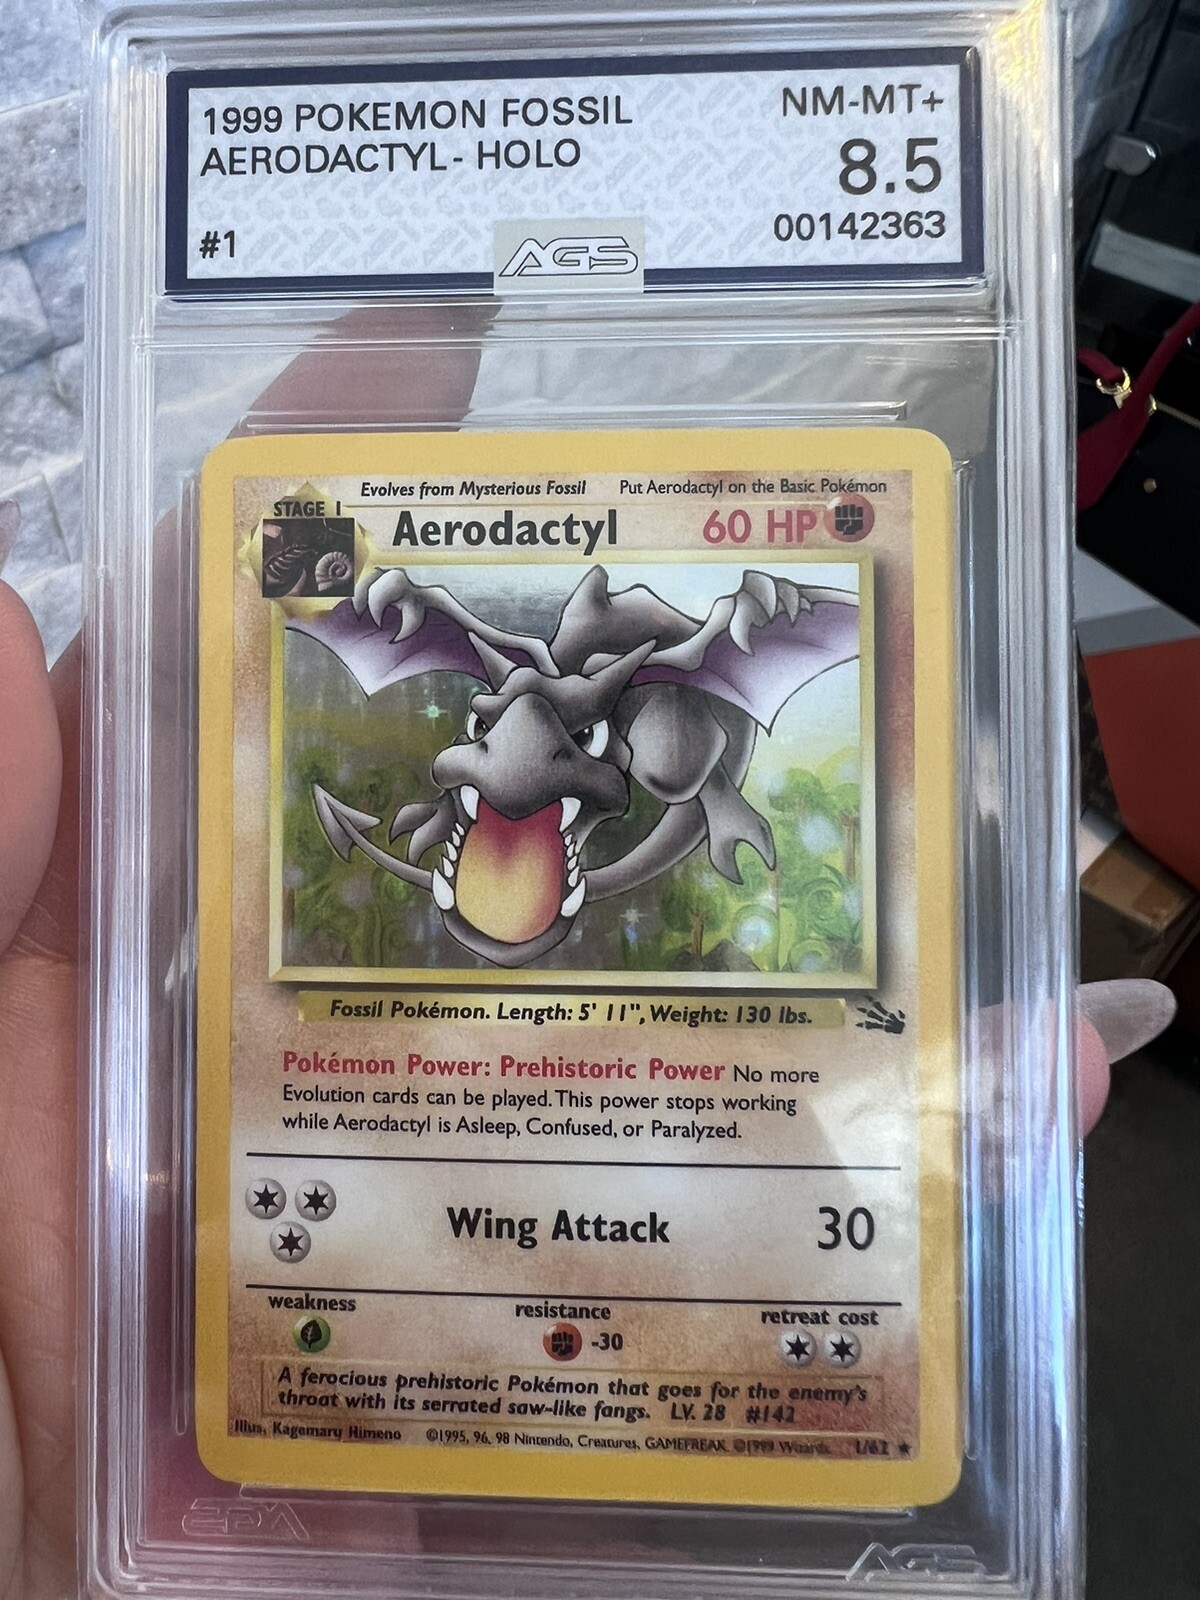 1999 POKEMON FOSSIL
AERODACTYL - HOLO
#1
NM-MT+
8.5
00142363
AGS
Evolves from Mysterious Fossil
Put Aerodactyl on the Basic Pokémon
STAGE 1
Aerodactyl
60 HP
Fossil Pokémon. Length: 5' 11", Weight: 130 lbs.
Pokémon Power: Prehistoric Power No more
Evolution cards can be played. This power stops working
while Aerodactyl is Asleep, Confused, or Paralyzed.
Wing Attack
30
weakness
resistance
retreat cost
-30
A ferocious prehistoric Pokémon that goes for the enemy's
throat with its serrated saw-like fangs. LV. 28 #142
Illus. Kagemaru Himeno
©1995, 96, 98 Nintendo, Creatures, GAMEFREAK. ©1999 Wizards.
1/62 ★
AGS